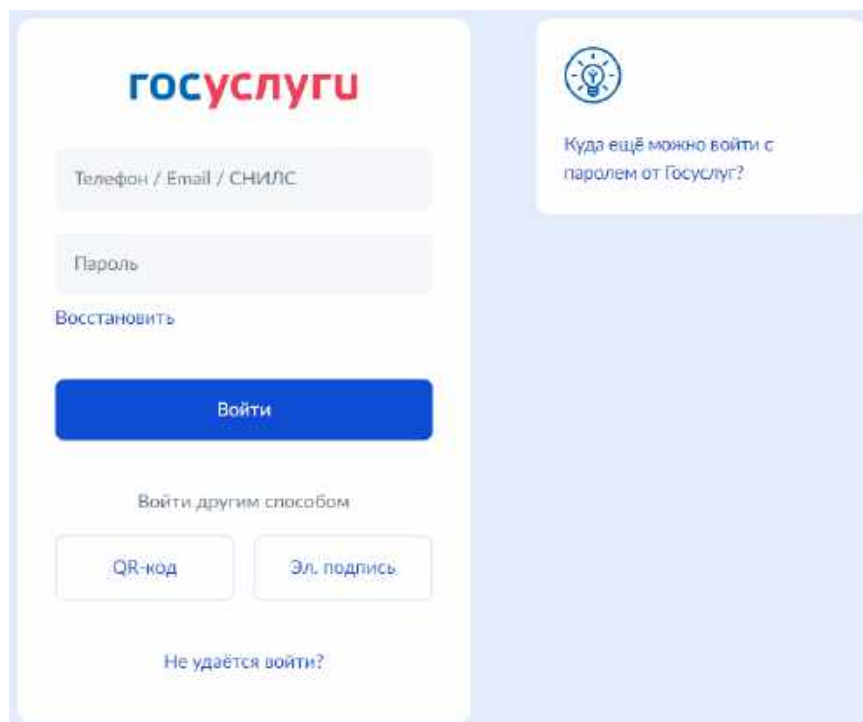 госуслуги
Телефон / Email / СНИЛС
Пароль
Восстановить
Войти
Войти другим способом
QR-код
Эл. подпись
Не удаётся войти?
Куда ещё можно войти с
паролем от Госуслуг?